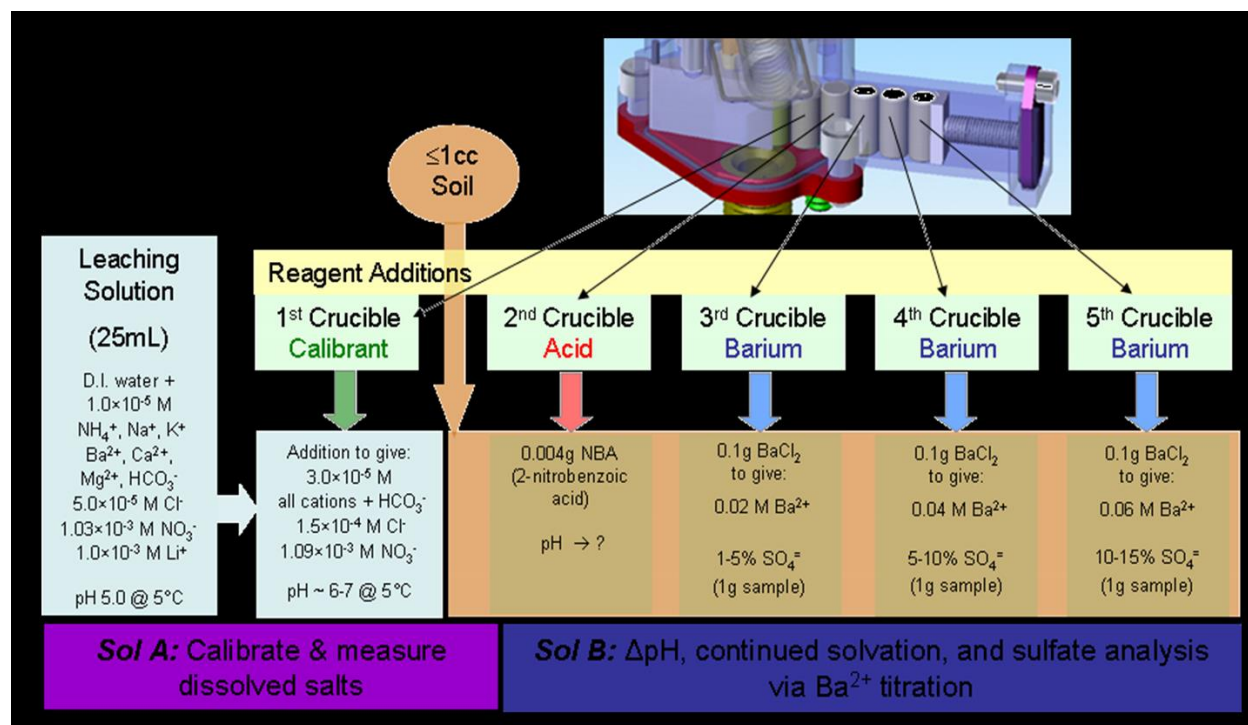 ≤1cc
Soil
Leaching
Solution
(25mL)
D.I. water +
1.0×10⁻⁵ M
NH₄⁺, Na⁺, K⁺
Ba²⁺, Ca²⁺,
Mg²⁺, HCO₃⁻
5.0×10⁻⁵ M Cl⁻
1.03×10⁻³ M NO₃⁻
1.0×10⁻³ M Li⁺
pH 5.0 @ 5°C
Reagent Additions
1ˢᵗ Crucible
Calibrant
Addition to give:
3.0×10⁻⁵ M
all cations + HCO₃⁻
1.5×10⁻⁴ M Cl⁻
1.09×10⁻³ M NO₃⁻
pH ~ 6-7 @ 5°C
2ⁿᵈ Crucible
Acid
0.004g NBA
(2-nitrobenzoic
acid)
pH → ?
3ʳᵈ Crucible
Barium
0.1g BaCl₂
to give:
0.02 M Ba²⁺
1-5% SO₄⁼
(1g sample)
4ᵗʰ Crucible
Barium
0.1g BaCl₂
to give:
0.04 M Ba²⁺
5-10% SO₄⁼
(1g sample)
5ᵗʰ Crucible
Barium
0.1g BaCl₂
to give:
0.06 M Ba²⁺
10-15% SO₄⁼
(1g sample)
Sol A: Calibrate & measure
dissolved salts
Sol B: ΔpH, continued solvation, and sulfate analysis
via Ba²⁺ titration